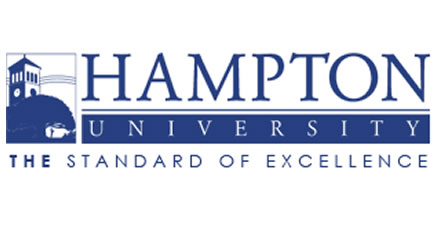 HAMPTON
UNIVERSITY
THE STANDARD OF EXCELLENCE